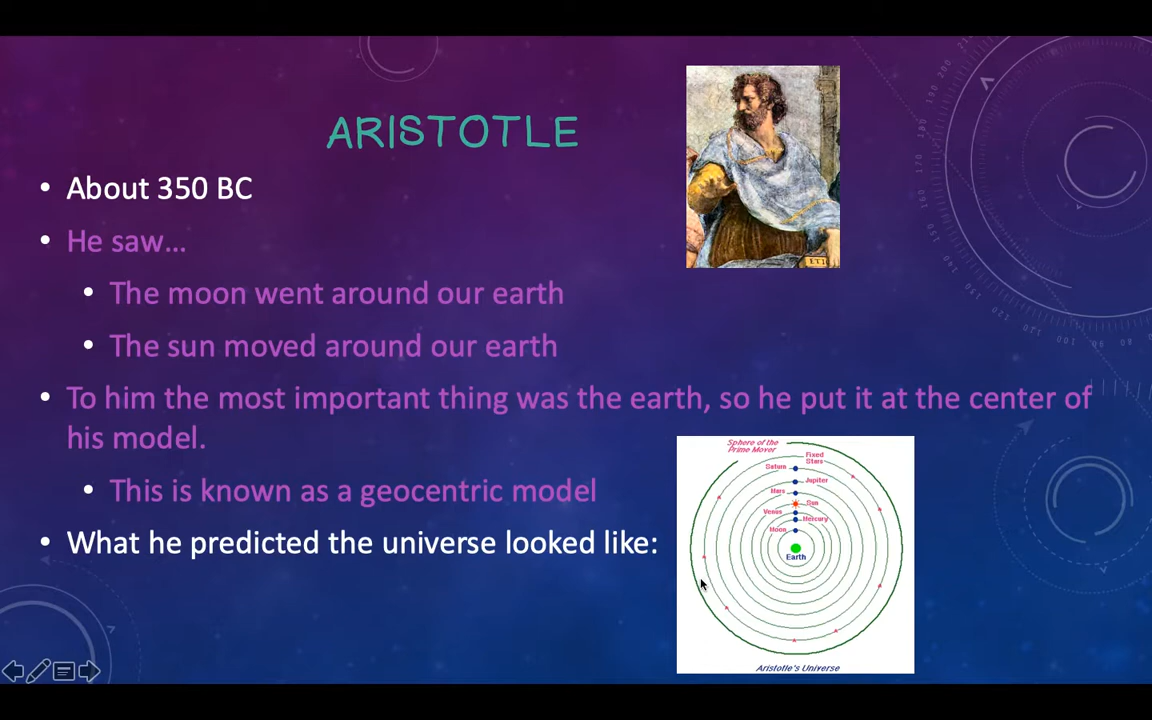 ARISTOTLE
• About 350 BC
• He saw…
• The moon went around our earth
• The sun moved around our earth
• To him the most important thing was the earth, so he put it at the center of
his model.
• This is known as a geocentric model
• What he predicted the universe looked like:
Sphere of the
Prime Mover
Fixed
Stars
Saturn
Jupiter
Mars
Sun
Venus
Mercury
Moon
Earth
Aristotle's Universe